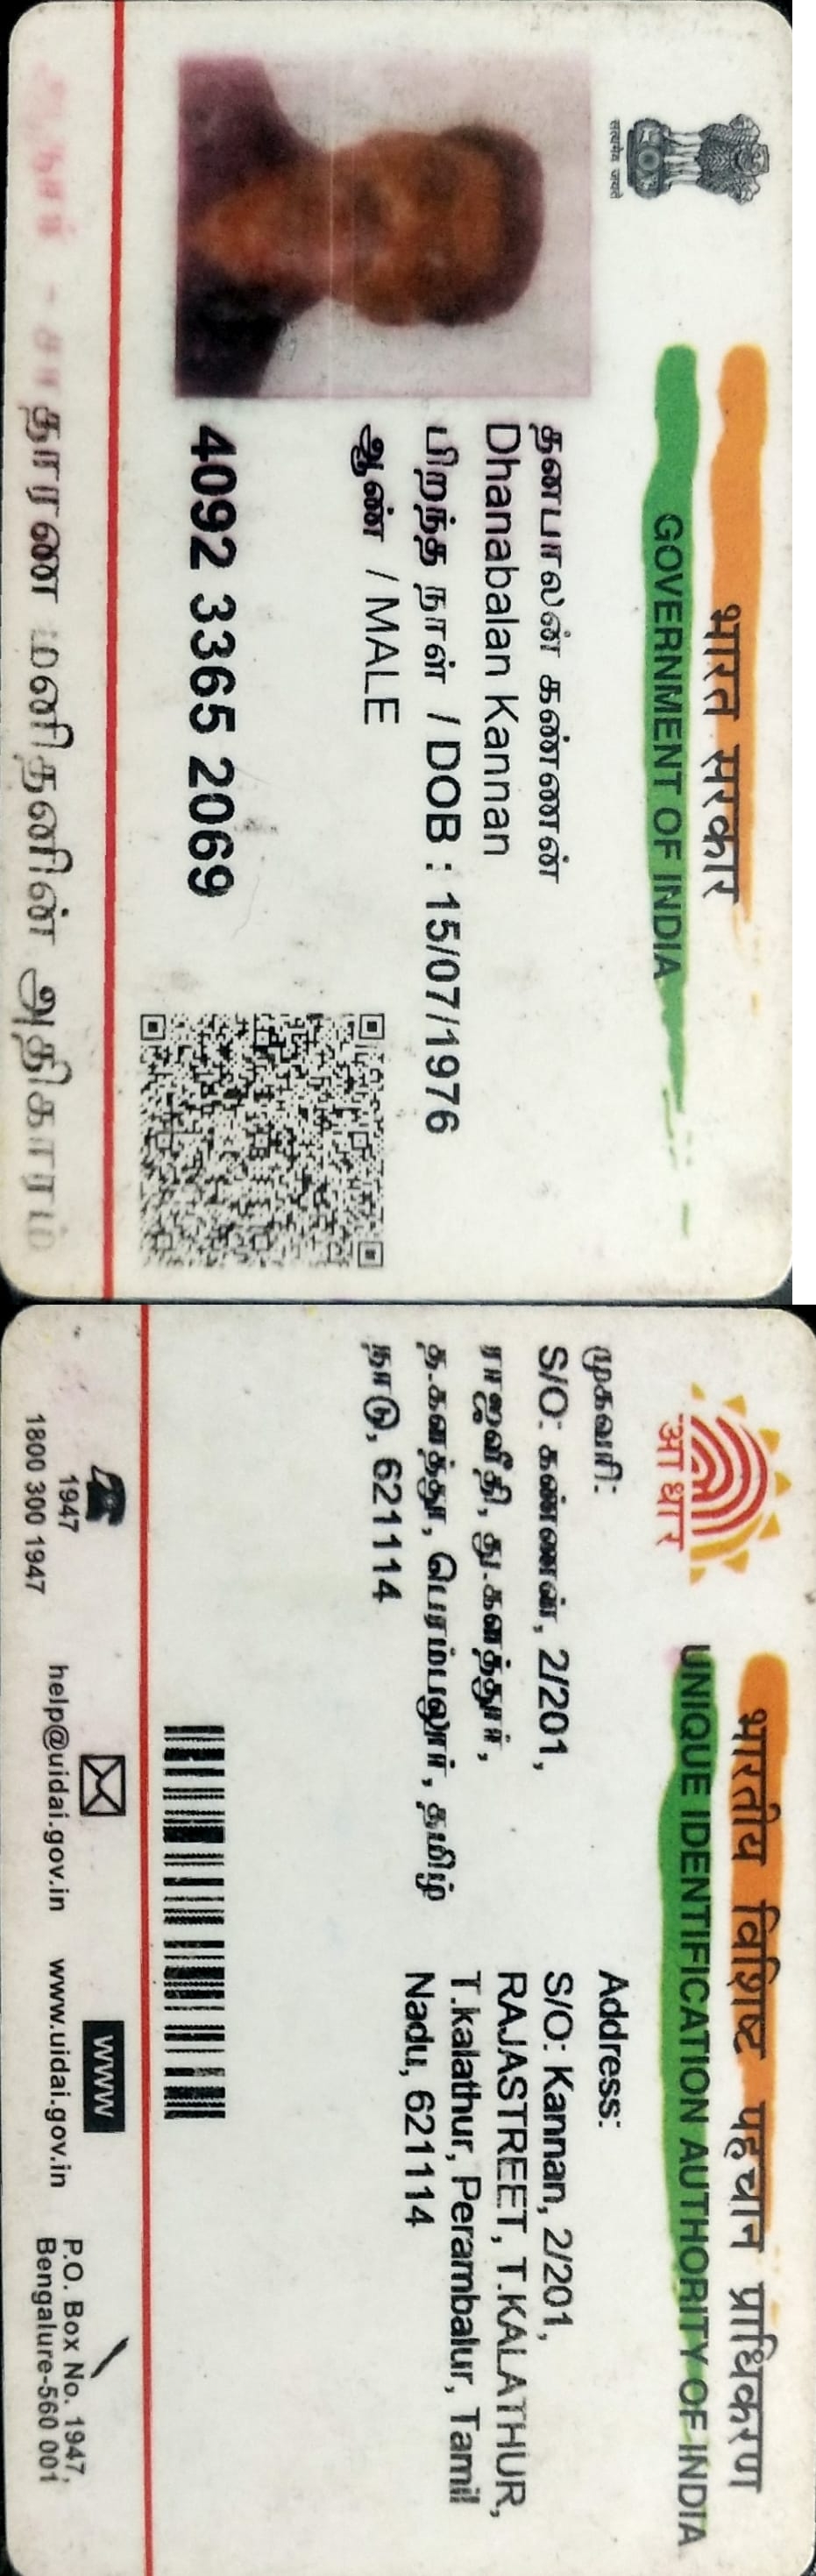 सत्यमेव जयते
भारत सरकार
GOVERNMENT OF INDIA
தனபாலன் கண்ணன்
Dhanabalan Kannan
பிறந்த நாள் / DOB : 15/07/1976
ஆண் / MALE
4092 3365 2069
தாரண மனிதனின் அதிகாரம்
आधार
भारतीय विशिष्ट पहचान प्राधिकरण
UNIQUE IDENTIFICATION AUTHORITY OF INDIA
முகவரி:
S/O: கண்ணன், 2/201,
ராஜவீதி, து.களத்தூர்,
த.களத்தூர், பெரம்பலூர், தமிழ்
நாடு, 621114
Address:
S/O: Kannan, 2/201,
RAJASTREET, T.KALATHUR,
T.kalathur, Perambalur, Tamil
Nadu, 621114
1947
1800 300 1947
help@uidai.gov.in
WWW
www.uidai.gov.in
P.O. Box No. 1947,
Bengalure-560 001